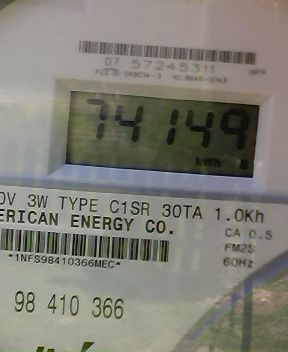 07 57245311
74149
kWh
0V 3W TYPE C1SR 30TA 1.0Kh
ERICAN ENERGY CO.
CA 0.5
FM2S
60Hz
*1NFS98410366MEC*
98 410 366